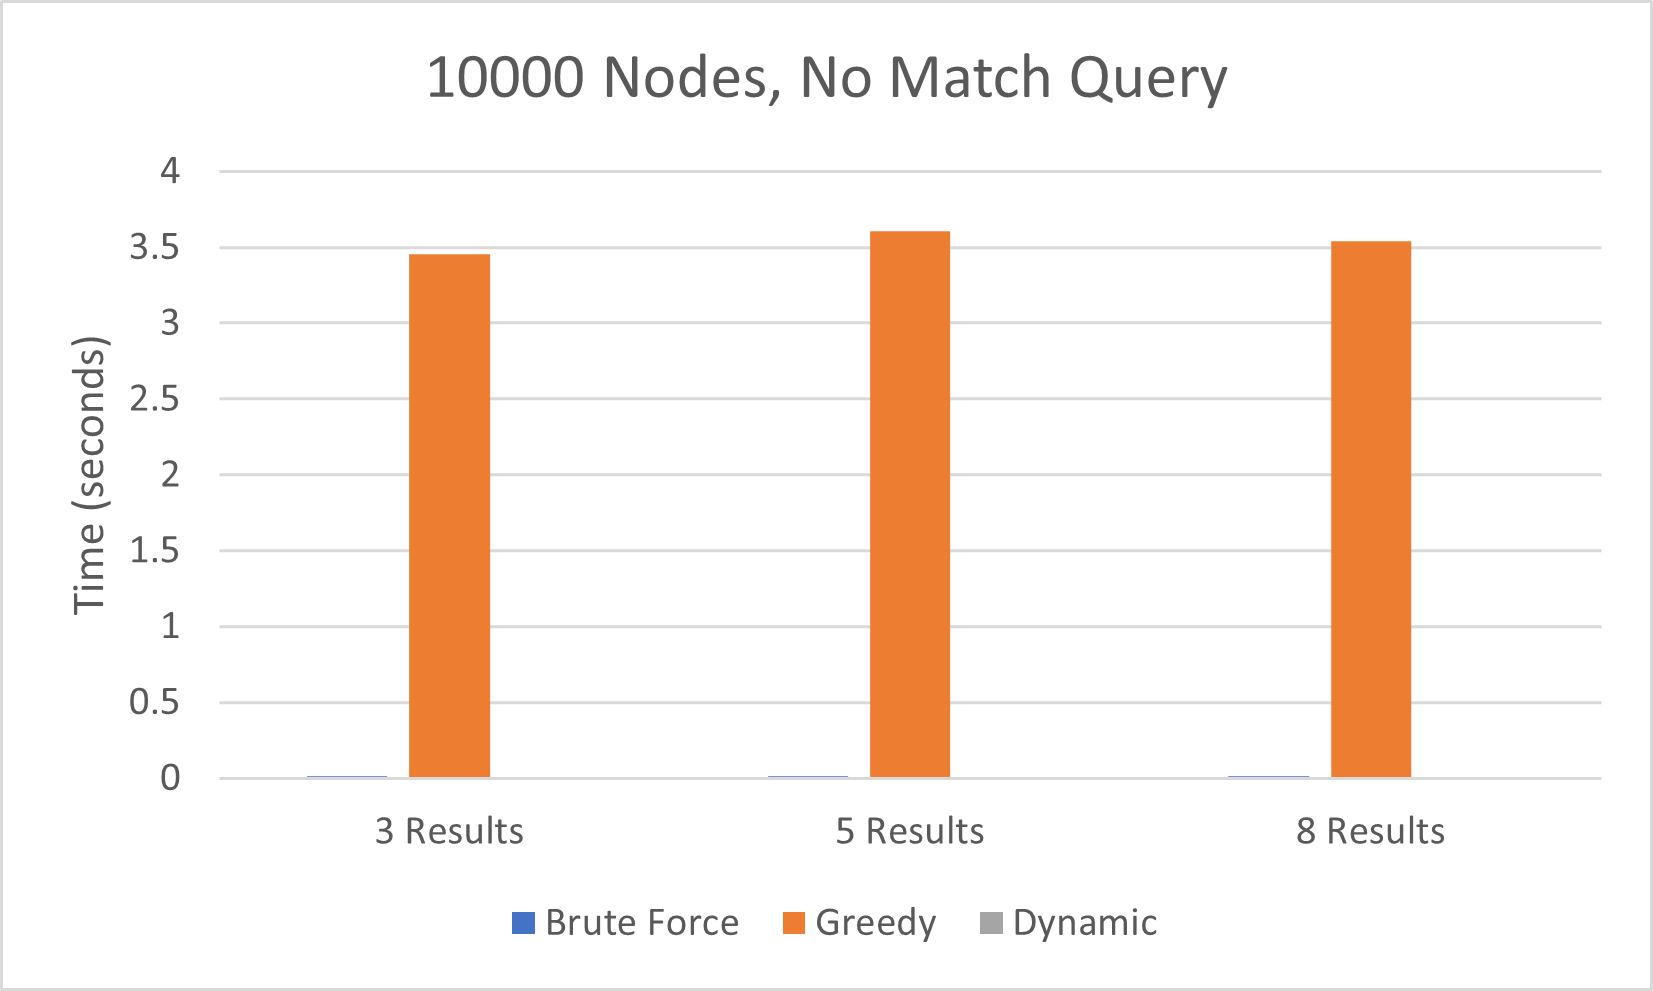 10000 Nodes, No Match Query
Time (seconds)
4
3.5
3
2.5
2
1.5
1
0.5
0
3 Results 5 Results 8 Results
Brute Force Greedy Dynamic